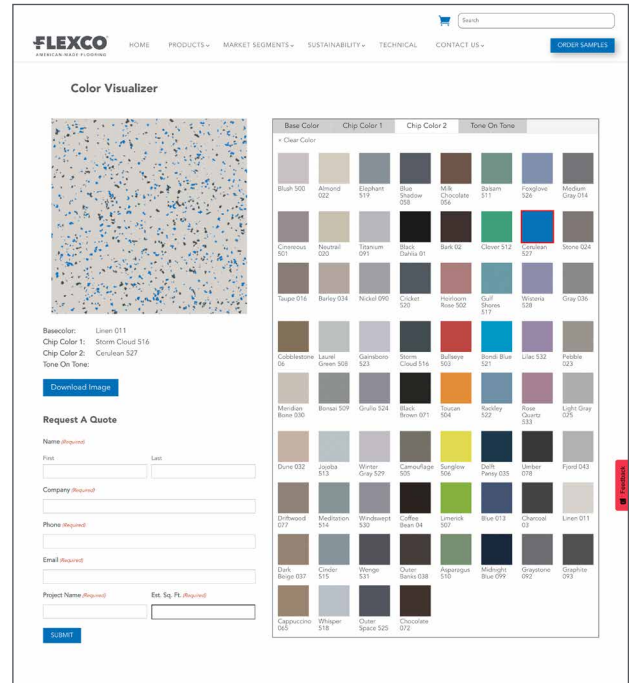 Search
FLEXCO
AMERICAN-MADE FLOORING
HOME
PRODUCTS
MARKET SEGMENTS
SUSTAINABILITY
TECHNICAL
CONTACT US
ORDER SAMPLES
Color Visualizer
Basecolor: Linen 011
Chip Color 1: Storm Cloud 516
Chip Color 2: Cerulean 527
Tone On Tone:
Download Image
Request A Quote
Name (Required)
First
Last
Company (Required)
Phone (Required)
Email (Required)
Project Name (Required)
Est. Sq. Ft. (Required)
SUBMIT
Base Color
Chip Color 1
Chip Color 2
Tone On Tone
× Clear Color
Blush 500
Almond 022
Elephant 519
Blue Shadow 058
Milk Chocolate 056
Balsam 511
Foxglove 526
Medium Gray 014
Cinereous 501
Neutral 020
Titanium 091
Black Dahlia 01
Bark 02
Clover 512
Cerulean 527
Stone 024
Taupe 016
Barley 034
Nickel 090
Cricket 520
Heirloom Rose 502
Gulf Shores 517
Wisteria 528
Gray 036
Cobblestone 06
Laurel Green 508
Gainsboro 523
Storm Cloud 516
Bullseye 503
Bondi Blue 521
Lilac 532
Pebble 023
Meridian Bone 030
Bonsai 509
Grullo 524
Black Brown 071
Toucan 504
Rackley 522
Rose Quartz 533
Light Gray 025
Dune 032
Jojoba 513
Winter Gray 529
Camouflage 505
Sunglow 506
Delft Pansy 035
Umber 078
Fjord 043
Driftwood 077
Meditation 514
Windswept 530
Coffee Bean 04
Limerick 507
Blue 013
Charcoal 03
Linen 011
Dark Beige 037
Cinder 515
Wenge 531
Outer Banks 038
Asparagus 510
Midnight Blue 099
Graystone 092
Graphite 093
Cappuccino 065
Whisper 518
Outer Space 525
Chocolate 072
Feedback